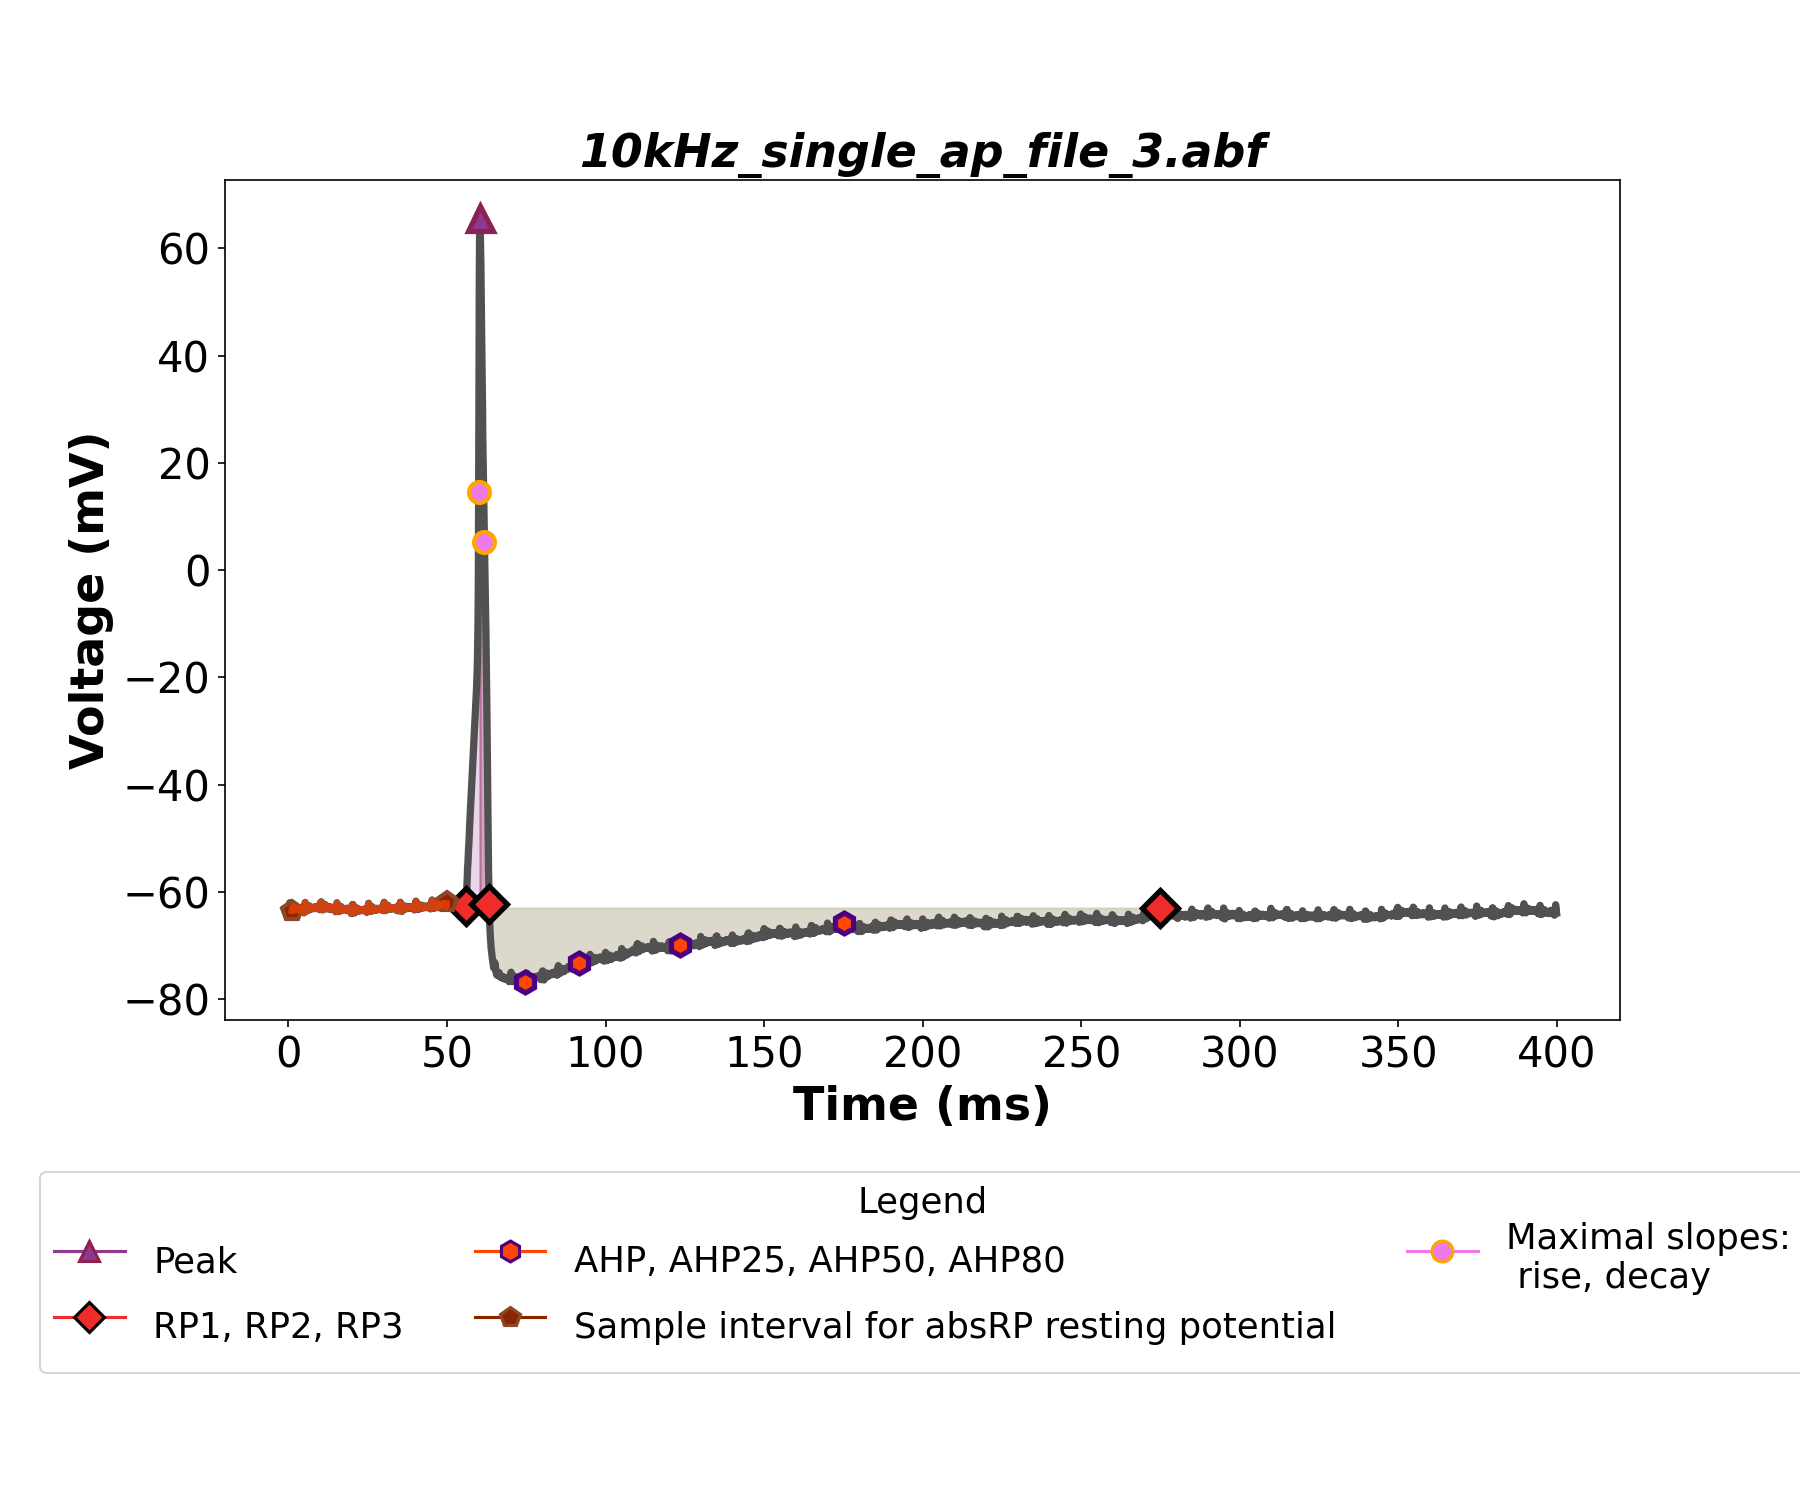 10kHz_single_ap_file_3.abf
Voltage (mV)
60
40
20
0
−20
−40
−60
−80
0 50 100 150 200 250 300 350 400
Time (ms)
Legend
Peak
RP1, RP2, RP3
AHP, AHP25, AHP50, AHP80
Sample interval for absRP resting potential
Maximal slopes:
rise, decay